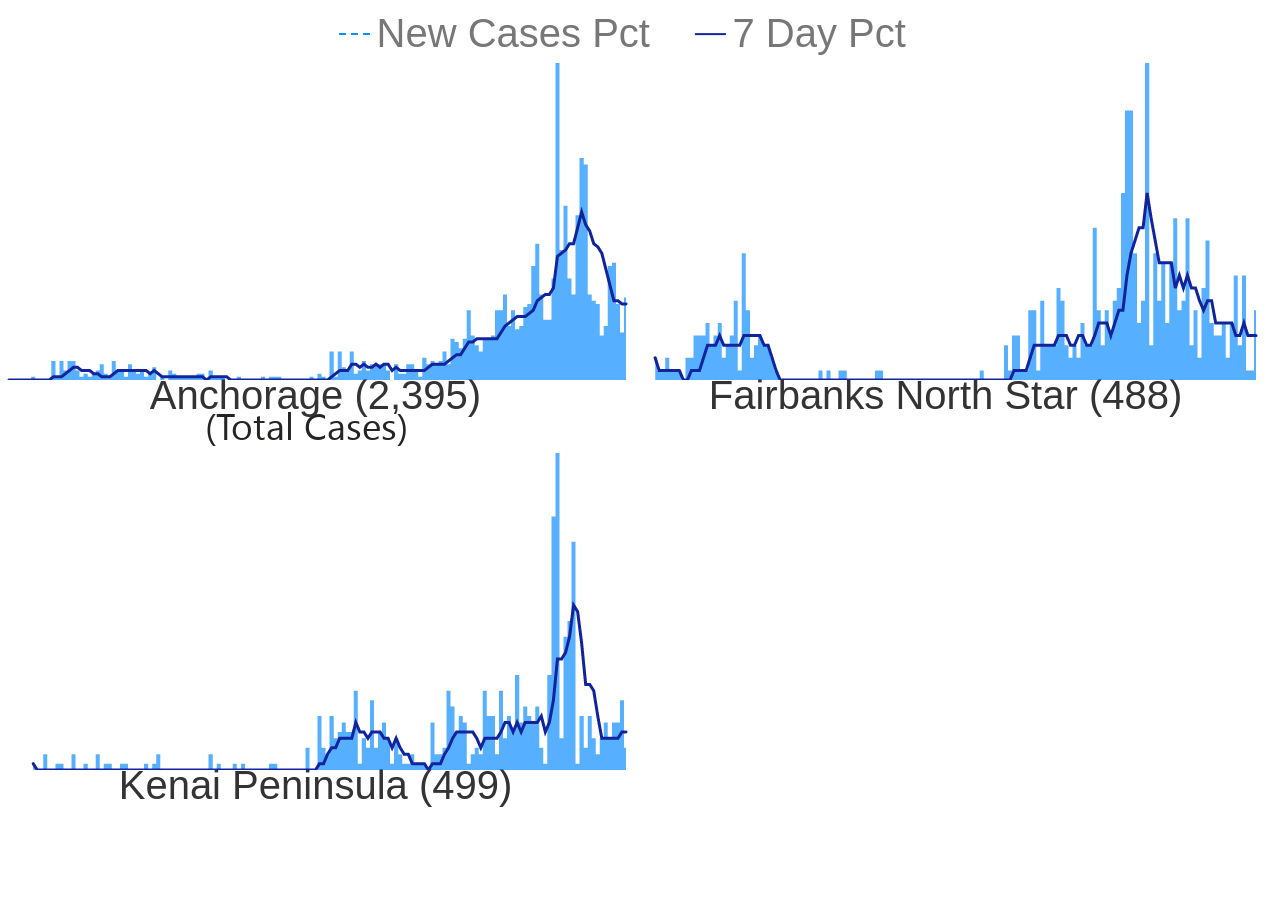 New Cases Pct 7 Day Pct
Anchorage (2,395)
(Total Cases)
Fairbanks North Star (488)
Kenai Peninsula (499)